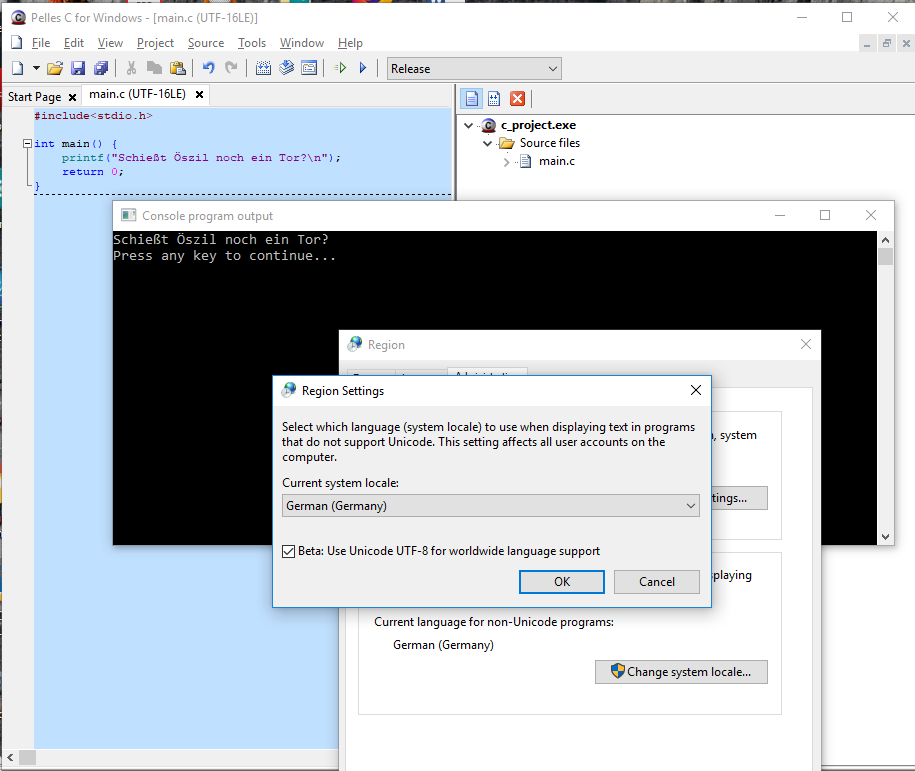 Pelles C for Windows - [main.c (UTF-16LE)]
File Edit View Project Source Tools Window Help
Release
Start Page
main.c (UTF-16LE)
#include<stdio.h>
int main() {
printf("Schießt Öszil noch ein Tor?\n");
return 0;
}
c_project.exe
Source files
main.c
Console program output
Schießt Öszil noch ein Tor?
Press any key to continue...
Region
Region Settings
Select which language (system locale) to use when displaying text in programs
that do not support Unicode. This setting affects all user accounts on the
computer.
Current system locale:
German (Germany)
Beta: Use Unicode UTF-8 for worldwide language support
OK Cancel
, system
tings...
playing
Current language for non-Unicode programs:
German (Germany)
Change system locale...